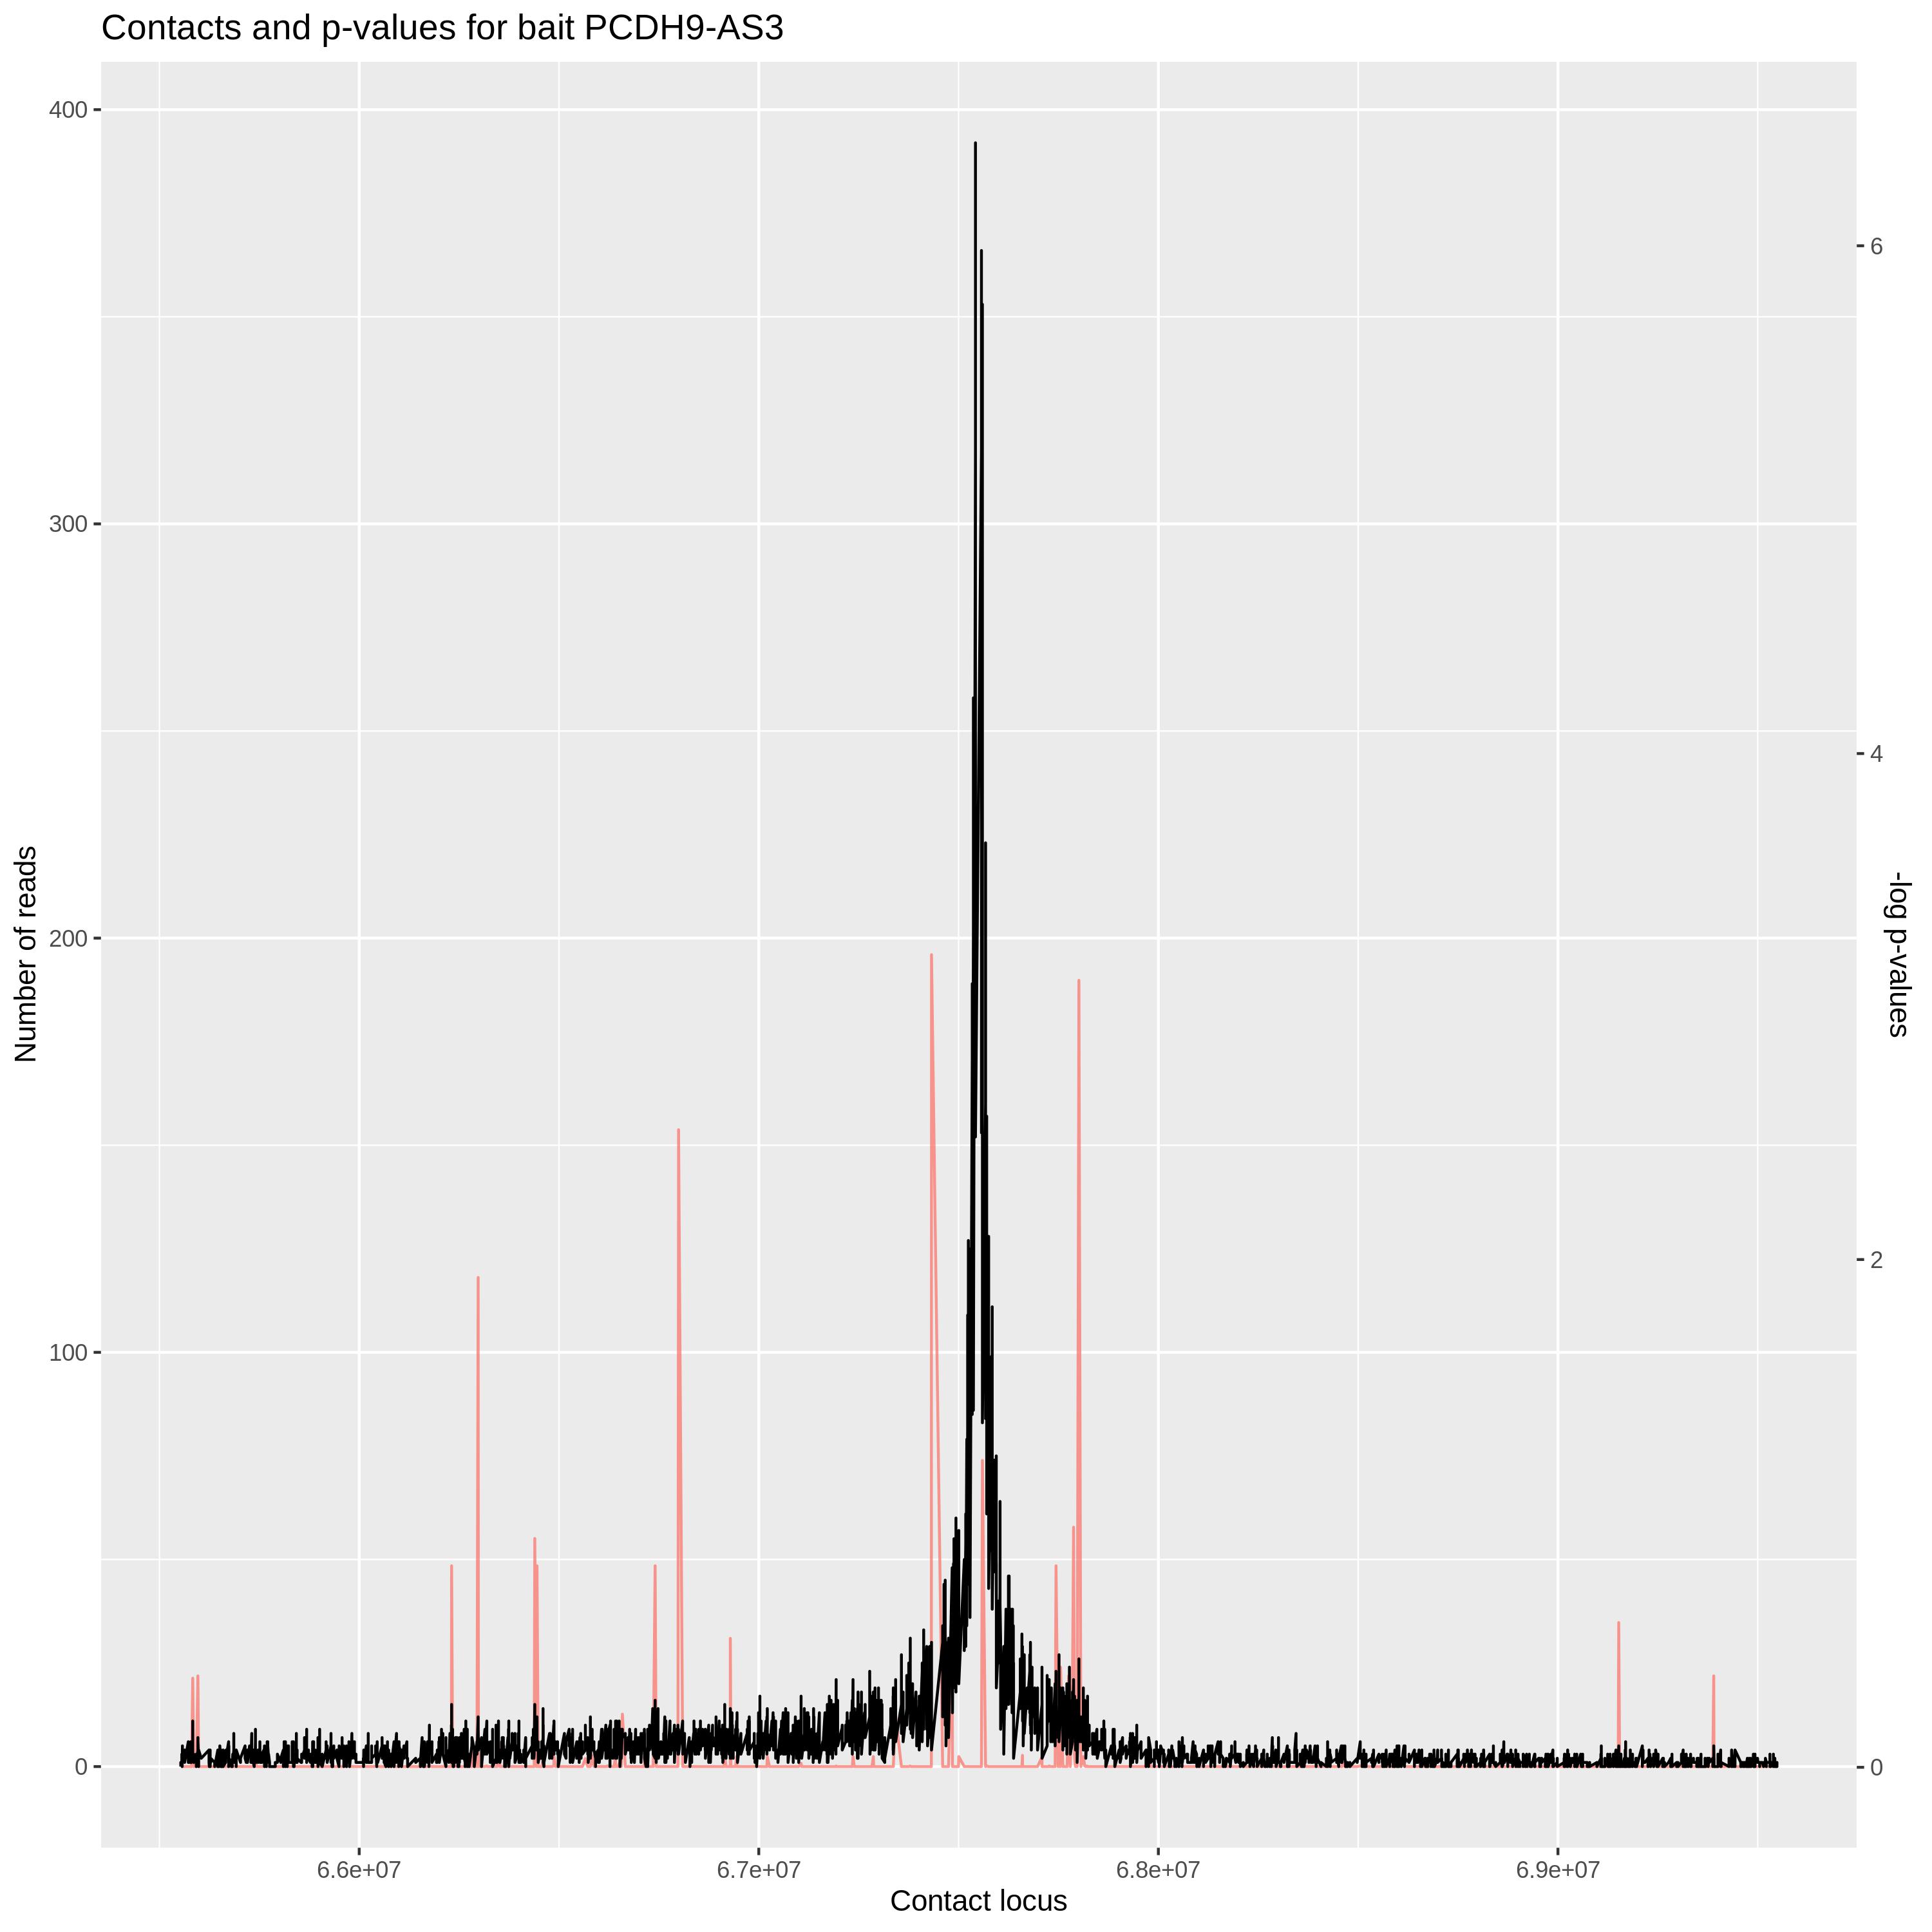 Contacts and p-values for bait PCDH9-AS3
400
300
200
100
0
6
4
2
0
Number of reads
-log p-values
6.6e+07
6.7e+07
6.8e+07
6.9e+07
Contact locus